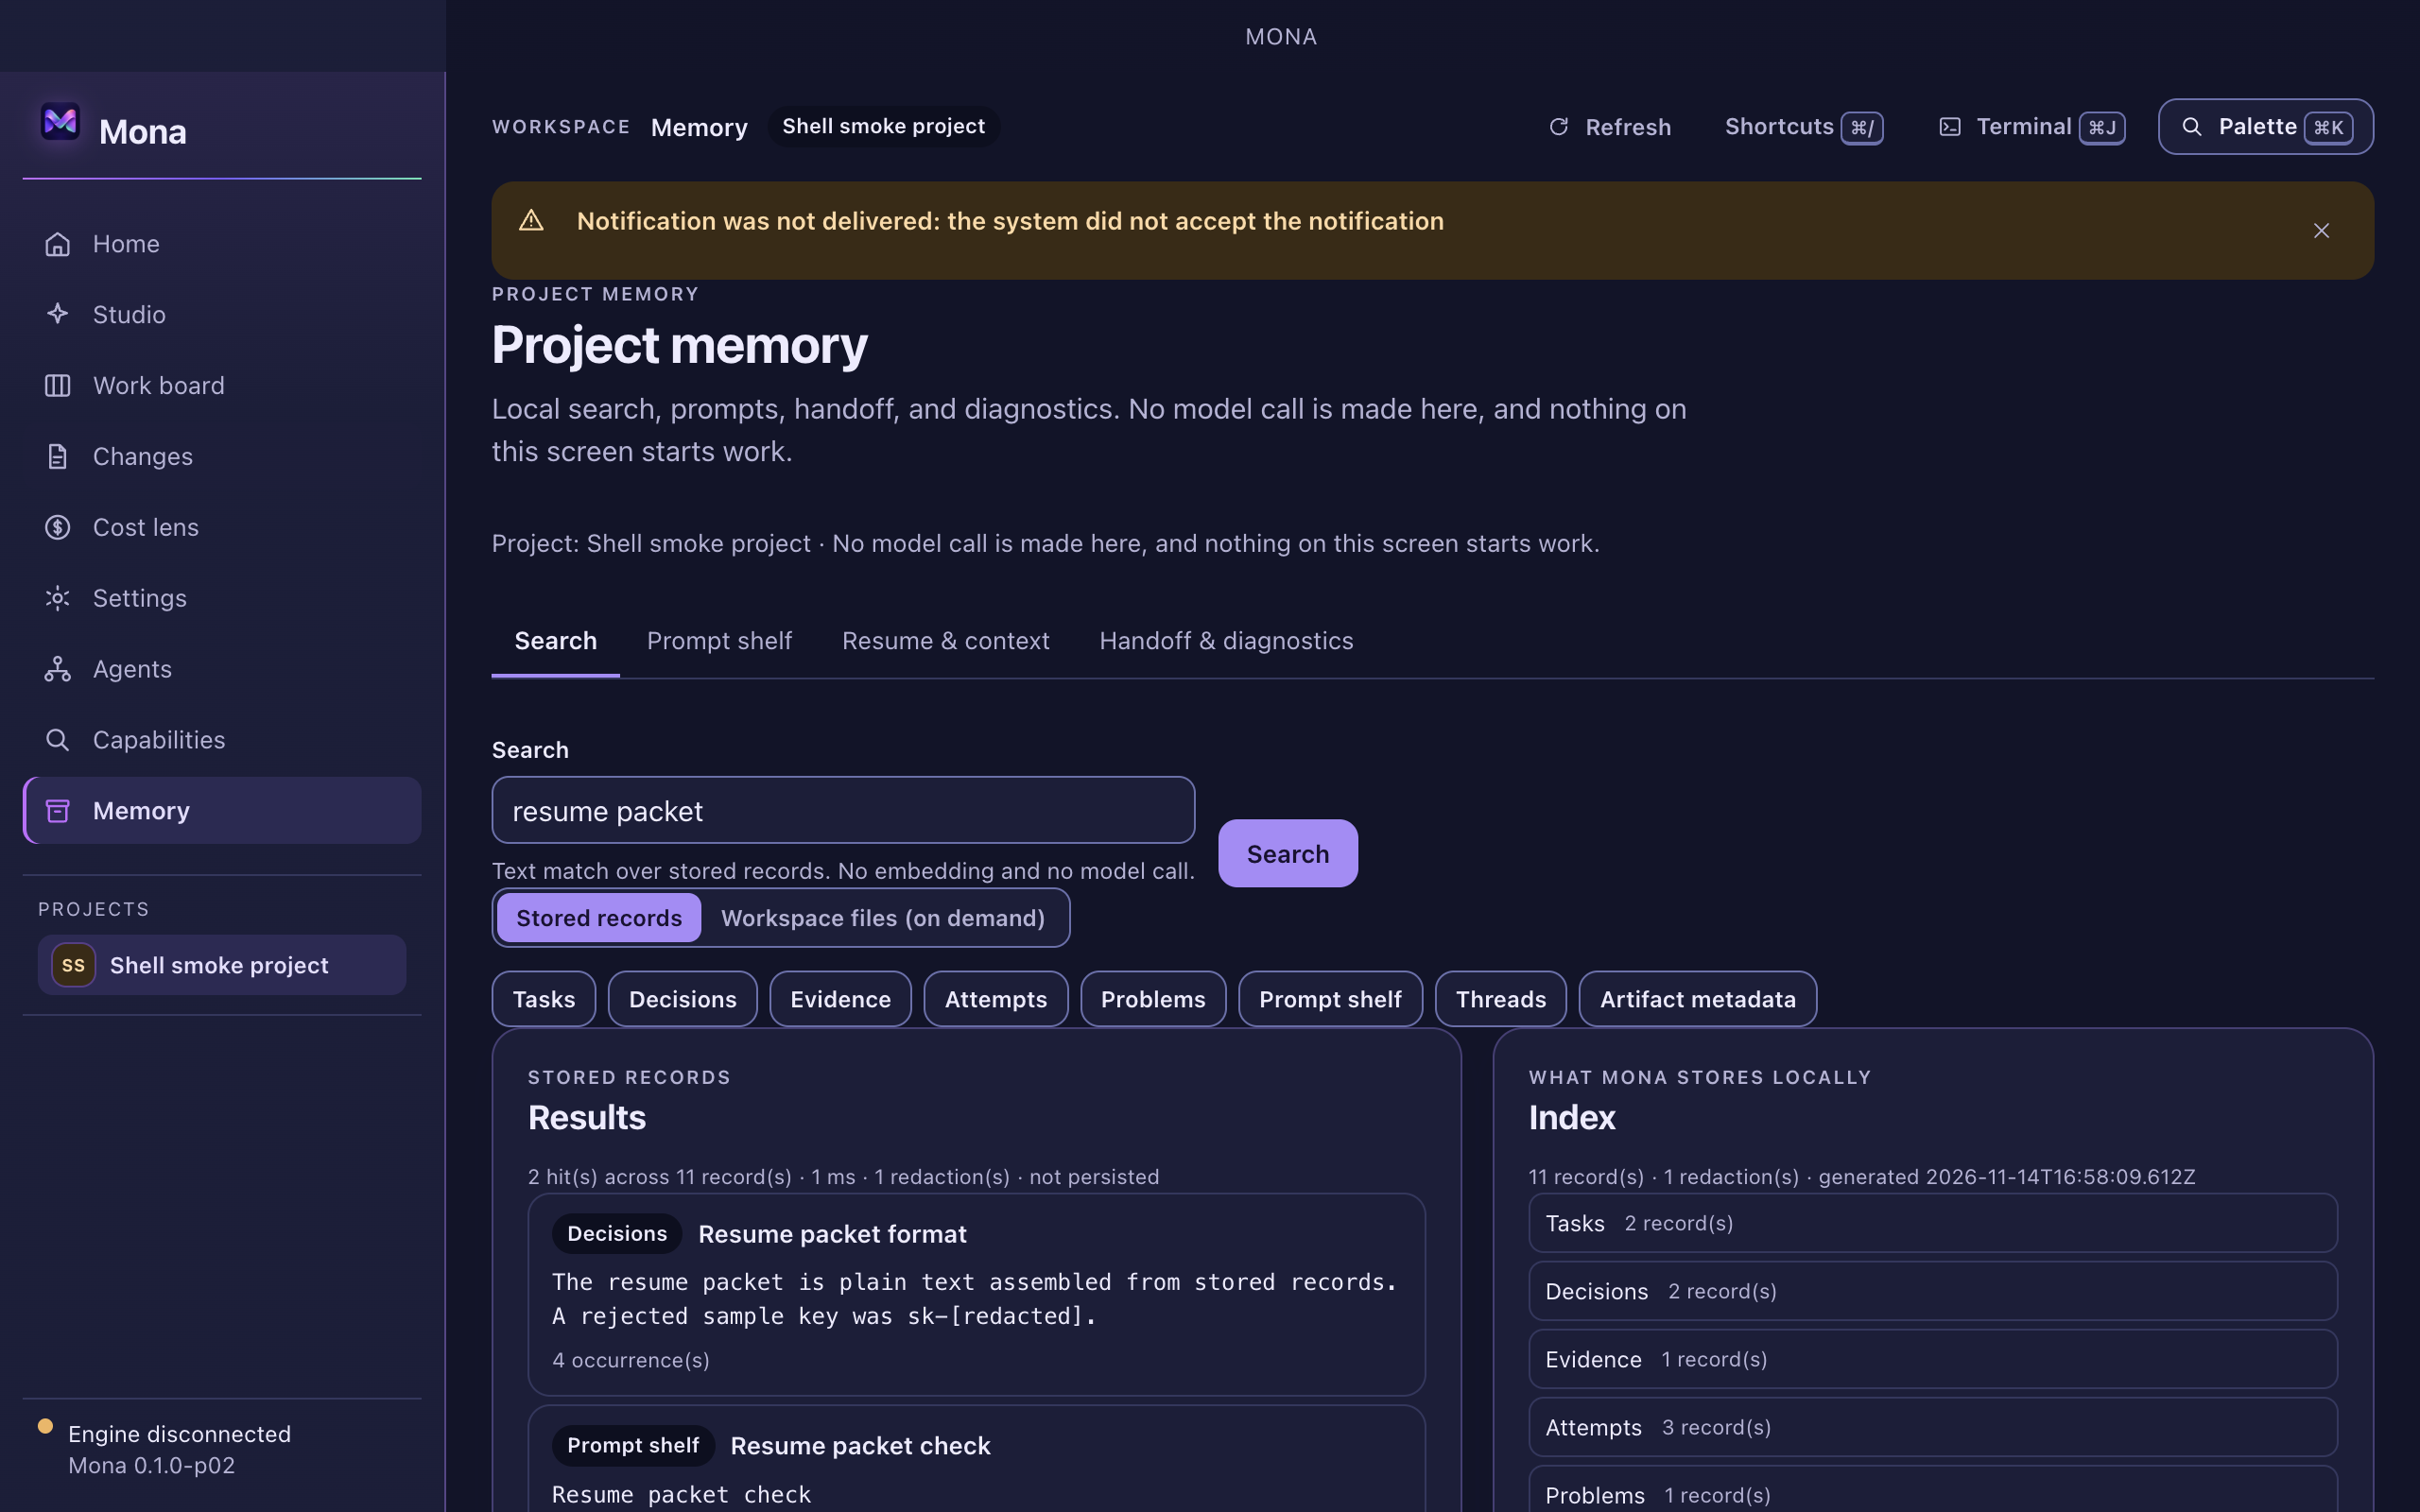 MONA
Mona
Home
Studio
Work board
Changes
Cost lens
Settings
Agents
Capabilities
Memory
PROJECTS
SS Shell smoke project
Engine disconnected
Mona 0.1.0-p02
WORKSPACE Memory Shell smoke project Refresh Shortcuts ⌘/ Terminal ⌘J Palette ⌘K
Notification was not delivered: the system did not accept the notification
PROJECT MEMORY
Project memory
Local search, prompts, handoff, and diagnostics. No model call is made here, and nothing on
this screen starts work.
Project: Shell smoke project · No model call is made here, and nothing on this screen starts work.
Search Prompt shelf Resume & context Handoff & diagnostics
Search
resume packet
Search
Text match over stored records. No embedding and no model call.
Stored records Workspace files (on demand)
Tasks Decisions Evidence Attempts Problems Prompt shelf Threads Artifact metadata
STORED RECORDS
Results
2 hit(s) across 11 record(s) · 1 ms · 1 redaction(s) · not persisted
Decisions Resume packet format
The resume packet is plain text assembled from stored records.
A rejected sample key was sk-[redacted].
4 occurrence(s)
Prompt shelf Resume packet check
Resume packet check
WHAT MONA STORES LOCALLY
Index
11 record(s) · 1 redaction(s) · generated 2026-11-14T16:58:09.612Z
Tasks 2 record(s)
Decisions 2 record(s)
Evidence 1 record(s)
Attempts 3 record(s)
Problems 1 record(s)